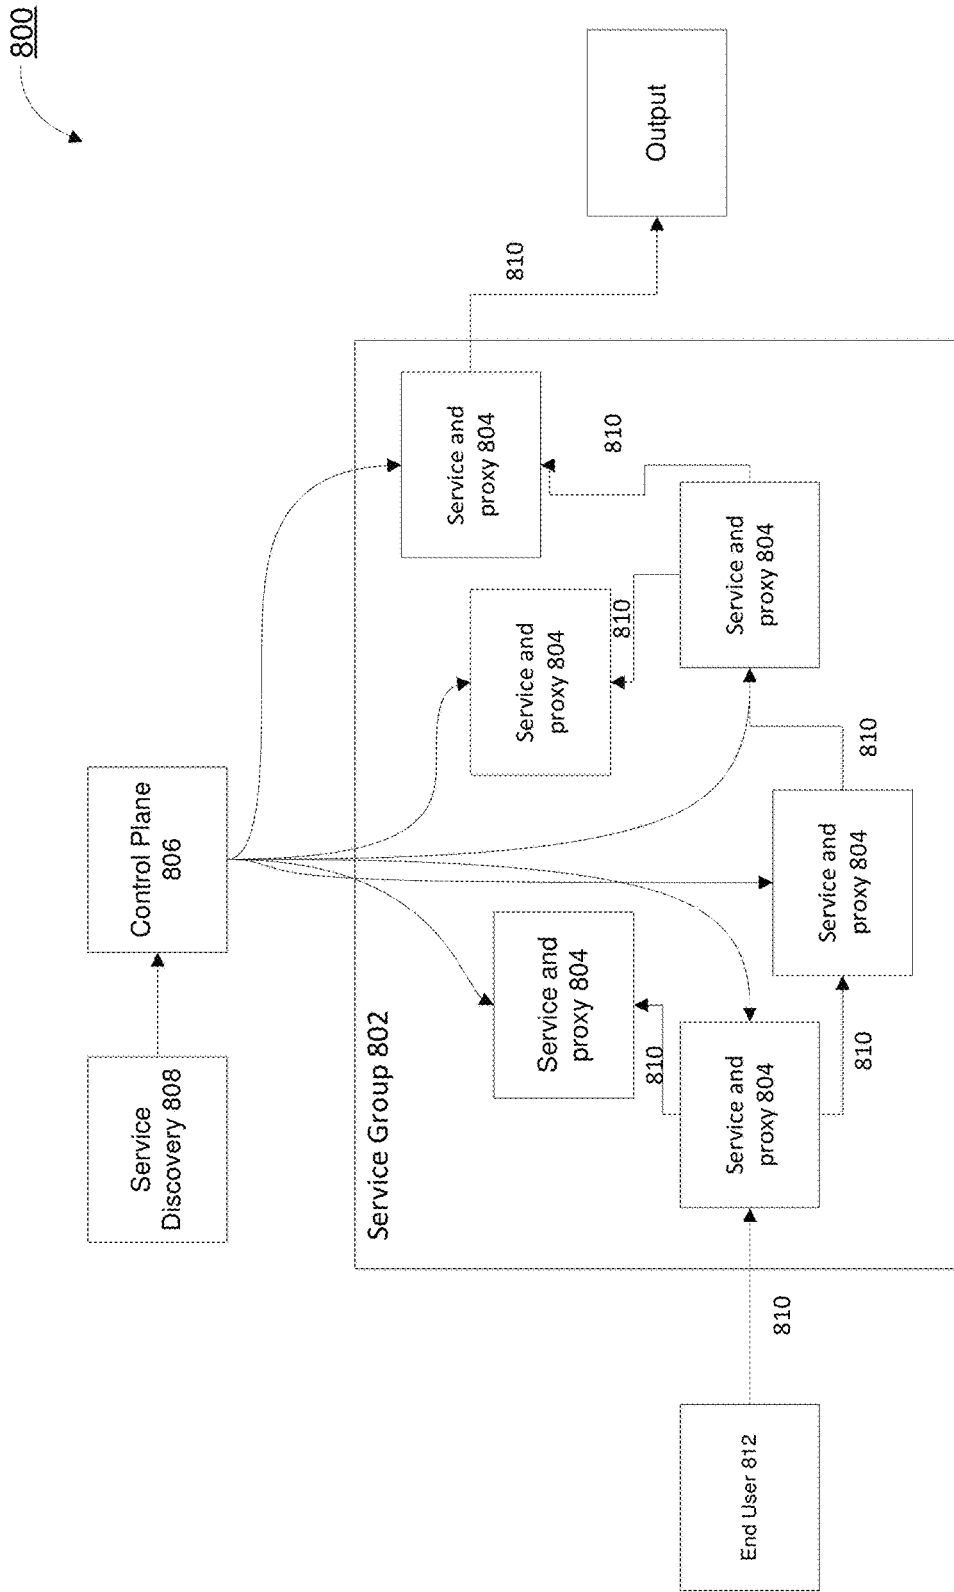 800
Service
Discovery 808
Control Plane
806
Service Group 802
Service and
proxy 804
Service and
proxy 804
Service and
proxy 804
810
Output
End User 812
810
Service and
proxy 804
810
810
Service and
proxy 804
810
Service and
proxy 804
810
810